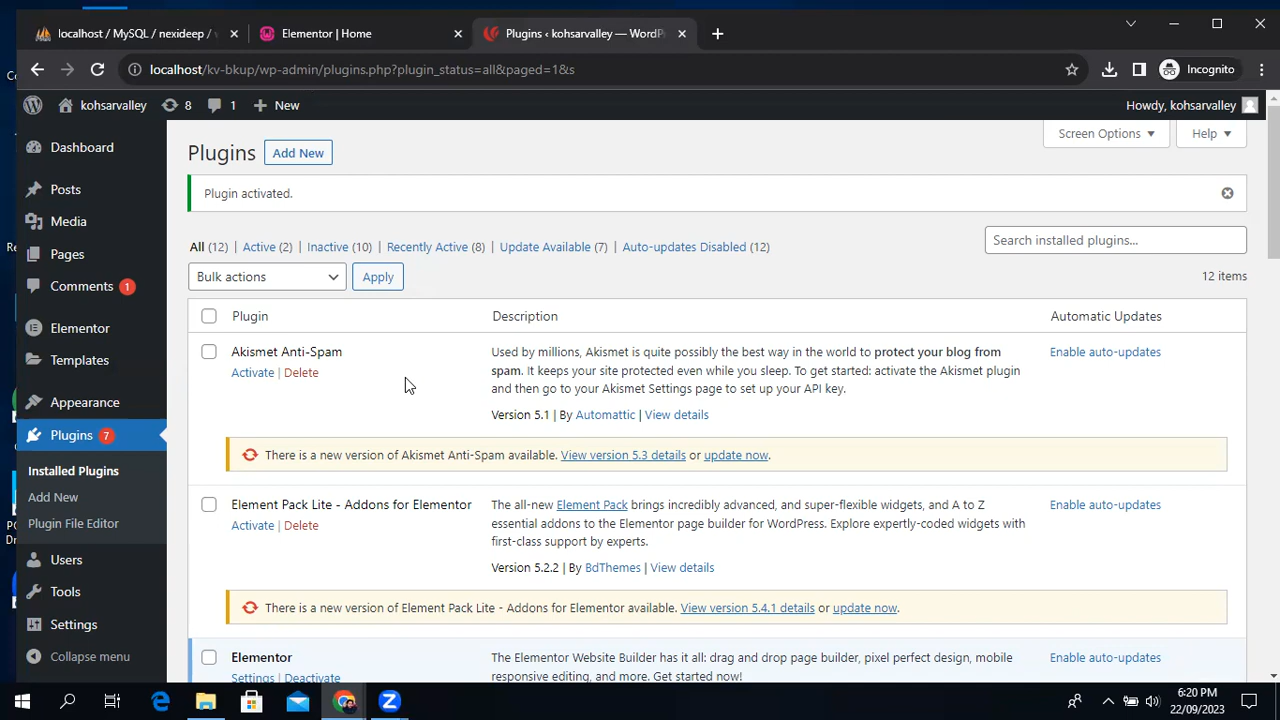 localhost / MySQL / nexideep /
Elementor | Home
Plugins ‹ kohsarvalley — WordP
localhost/kv-bkup/wp-admin/plugins.php?plugin_status=all&paged=1&s
Incognito
kohsarvalley
8
1
New
Howdy, kohsarvalley
Dashboard
Posts
Media
Pages
Comments 1
Elementor
Templates
Appearance
Plugins 7
Installed Plugins
Add New
Plugin File Editor
Users
Tools
Settings
Collapse menu
Screen Options
Help
Plugins
Add New
Plugin activated.
All (12) | Active (2) | Inactive (10) | Recently Active (8) | Update Available (7) | Auto-updates Disabled (12)
Search installed plugins...
Bulk actions
Apply
12 items
Plugin
Description
Automatic Updates
Akismet Anti-Spam
Activate | Delete
Used by millions, Akismet is quite possibly the best way in the world to protect your blog from
spam. It keeps your site protected even while you sleep. To get started: activate the Akismet plugin
and then go to your Akismet Settings page to set up your API key.
Version 5.1 | By Automattic | View details
Enable auto-updates
There is a new version of Akismet Anti-Spam available. View version 5.3 details or update now.
Element Pack Lite - Addons for Elementor
Activate | Delete
The all-new Element Pack brings incredibly advanced, and super-flexible widgets, and A to Z
essential addons to the Elementor page builder for WordPress. Explore expertly-coded widgets with
first-class support by experts.
Version 5.2.2 | By BdThemes | View details
Enable auto-updates
There is a new version of Element Pack Lite - Addons for Elementor available. View version 5.4.1 details or update now.
Elementor
Settings | Deactivate
The Elementor Website Builder has it all: drag and drop page builder, pixel perfect design, mobile
responsive editing, and more. Get started now!
Enable auto-updates
6:20 PM
22/09/2023